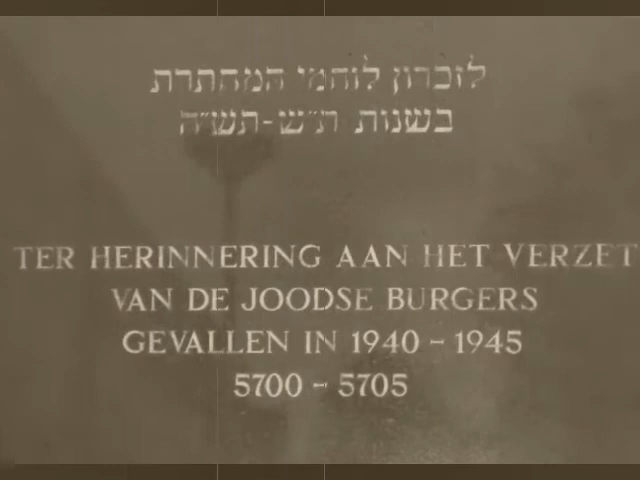 לזכרון לוחמי המחתרת
בשנות ת״ש-תש״ה
TER HERINNERING AAN HET VERZET
VAN DE JOODSE BURGERS
GEVALLEN IN 1940 - 1945
5700 - 5705